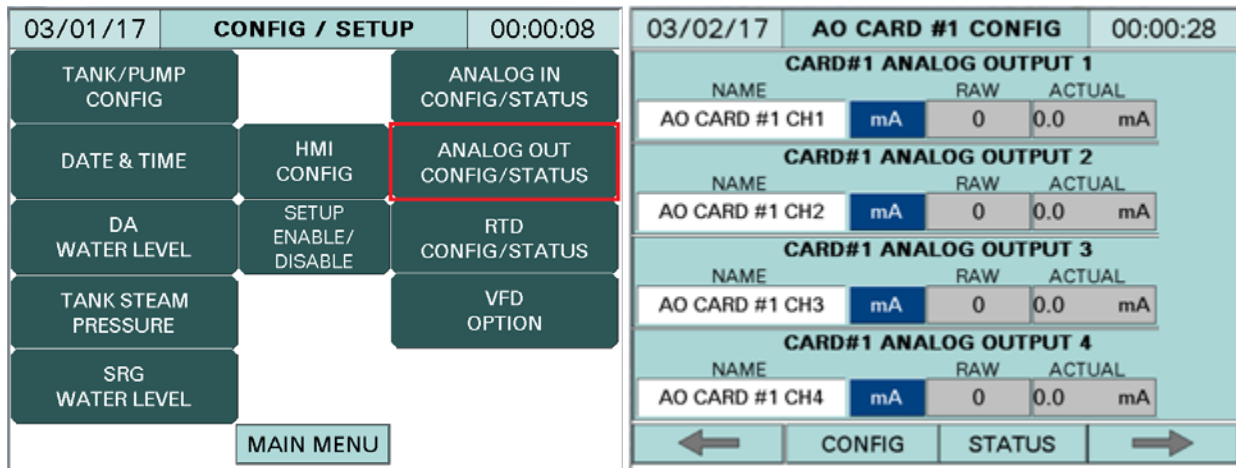 03/01/17 CONFIG / SETUP 00:00:08
TANK/PUMP
CONFIG
ANALOG IN
CONFIG/STATUS
DATE & TIME
HMI
CONFIG
ANALOG OUT
CONFIG/STATUS
DA
WATER LEVEL
SETUP
ENABLE/
DISABLE
RTD
CONFIG/STATUS
TANK STEAM
PRESSURE
VFD
OPTION
SRG
WATER LEVEL
MAIN MENU
03/02/17 AO CARD #1 CONFIG 00:00:28
CARD#1 ANALOG OUTPUT 1
NAME RAW ACTUAL
AO CARD #1 CH1 mA 0 0.0 mA
CARD#1 ANALOG OUTPUT 2
NAME RAW ACTUAL
AO CARD #1 CH2 mA 0 0.0 mA
CARD#1 ANALOG OUTPUT 3
NAME RAW ACTUAL
AO CARD #1 CH3 mA 0 0.0 mA
CARD#1 ANALOG OUTPUT 4
NAME RAW ACTUAL
AO CARD #1 CH4 mA 0 0.0 mA
CONFIG STATUS